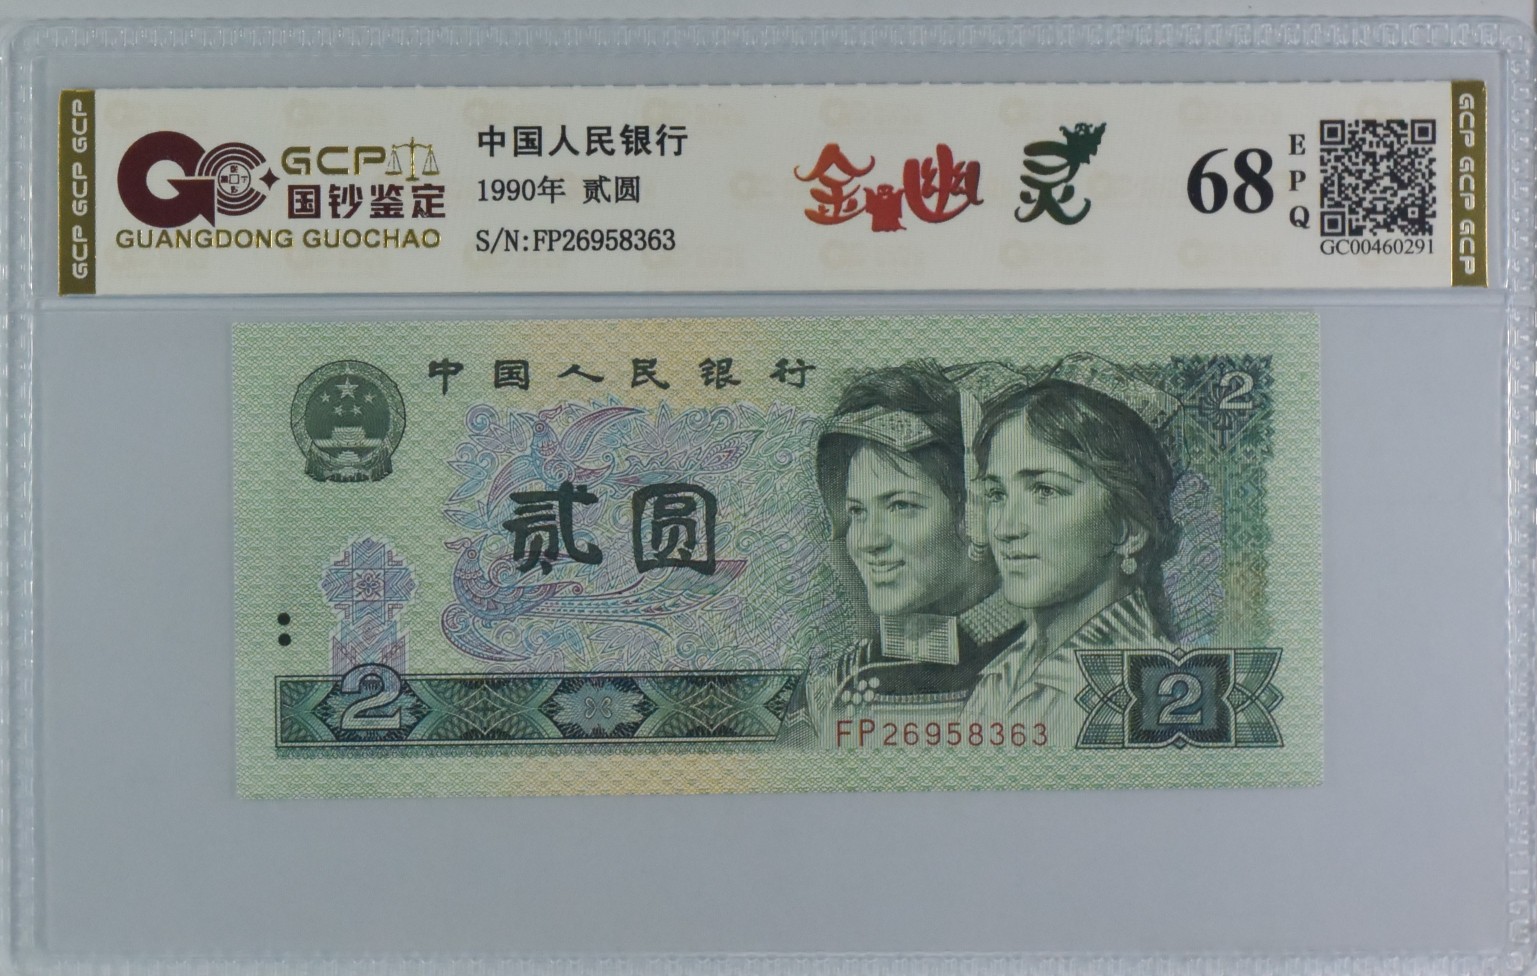 GCP GCP GCP
GCP
国钞鉴定
GUANGDONG GUOCHAO
中国人民银行
1990年 贰圆
S/N:FP26958363
金幽灵
68
EPQ
GC00460291
GCP GCP GCP
中国人民银行
2
贰圆
2
FP26958363
2